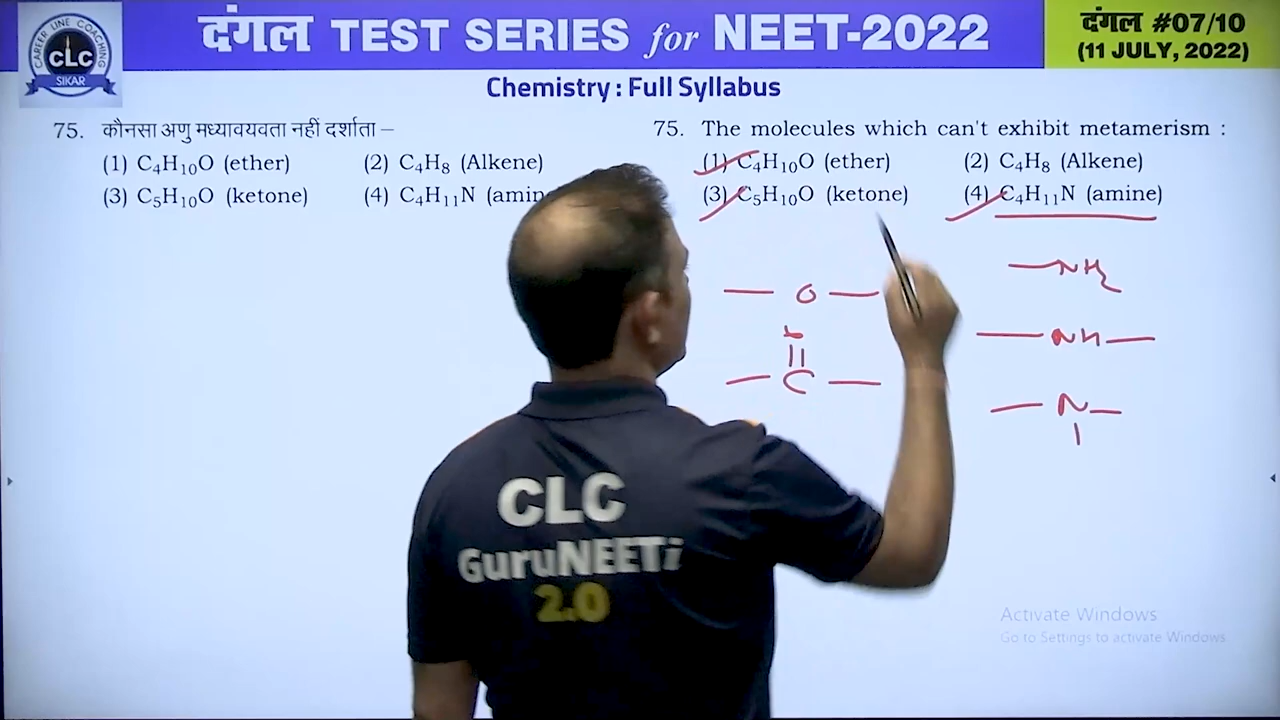 CAREER LINE COACHING
CLC
SIKAR
दंगल TEST SERIES for NEET-2022
दंगल #07/10
(11 JULY, 2022)
Chemistry : Full Syllabus
75. कौनसा अणु मध्यावयवता नहीं दर्शाता –
(1) C₄H₁₀O (ether) (2) C₄H₈ (Alkene)
(3) C₅H₁₀O (ketone) (4) C₄H₁₁N (amin
75. The molecules which can't exhibit metamerism :
(1) C₄H₁₀O (ether) (2) C₄H₈ (Alkene)
(3) C₅H₁₀O (ketone) (4) C₄H₁₁N (amine)
— O —
— C —
— NH₂
— NH —
— N —
CLC
GuruNEETi
2.0
Activate Windows
Go to Settings to activate Windows.